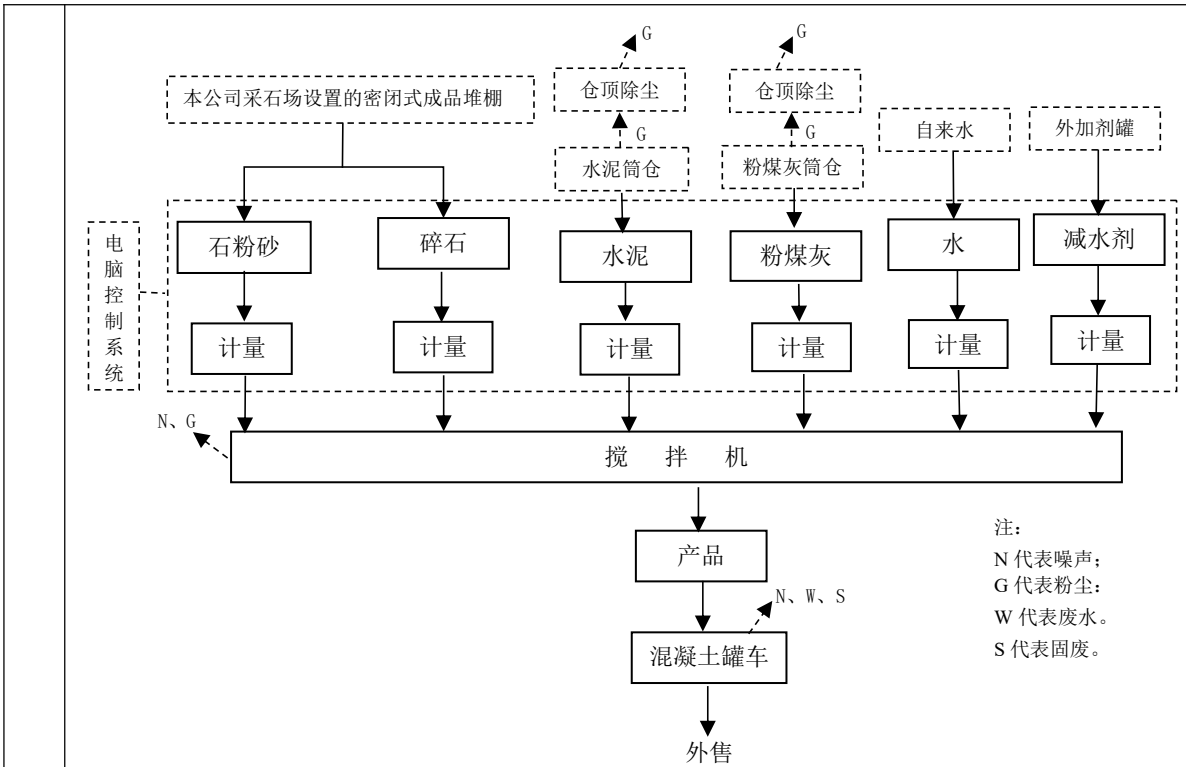 G
G
仓顶除尘
仓顶除尘
本公司采石场设置的密闭式成品堆棚
G
G
自来水
外加剂罐
水泥筒仓
粉煤灰筒仓
电脑控制系统
石粉砂
碎石
水泥
粉煤灰
水
减水剂
计量
计量
计量
计量
计量
计量
N、G
搅 拌 机
产品
注：
N 代表噪声；
G 代表粉尘：
W 代表废水。
S 代表固废。
N、W、S
混凝土罐车
外售